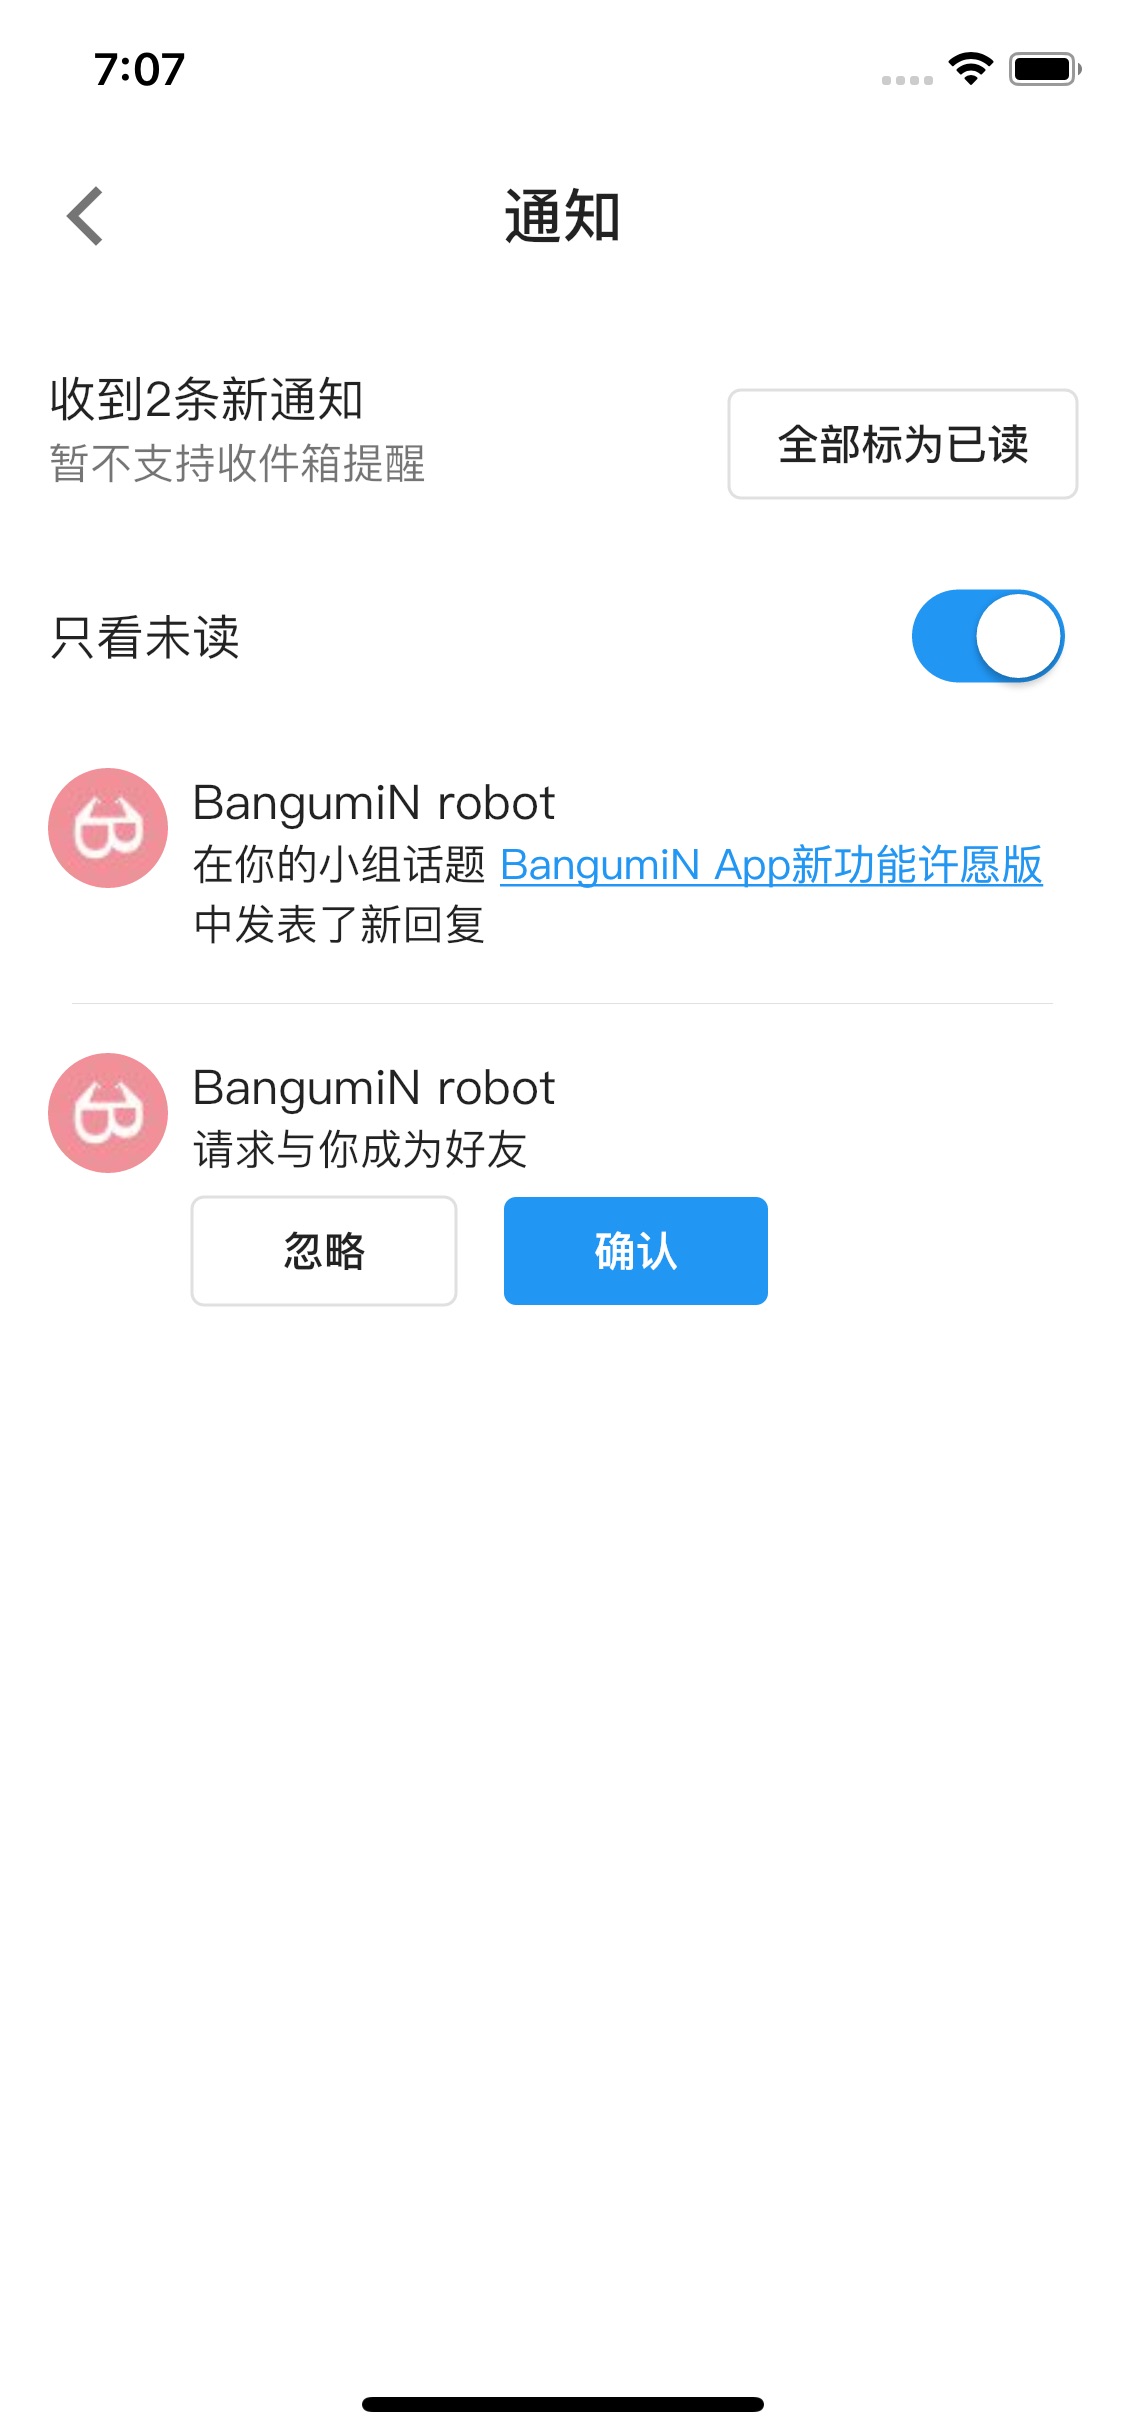 7:07
通知
收到2条新通知
暂不支持收件箱提醒
全部标为已读
只看未读
BangumiN robot
在你的小组话题 BangumiN App新功能许愿版
中发表了新回复
BangumiN robot
请求与你成为好友
忽略 确认